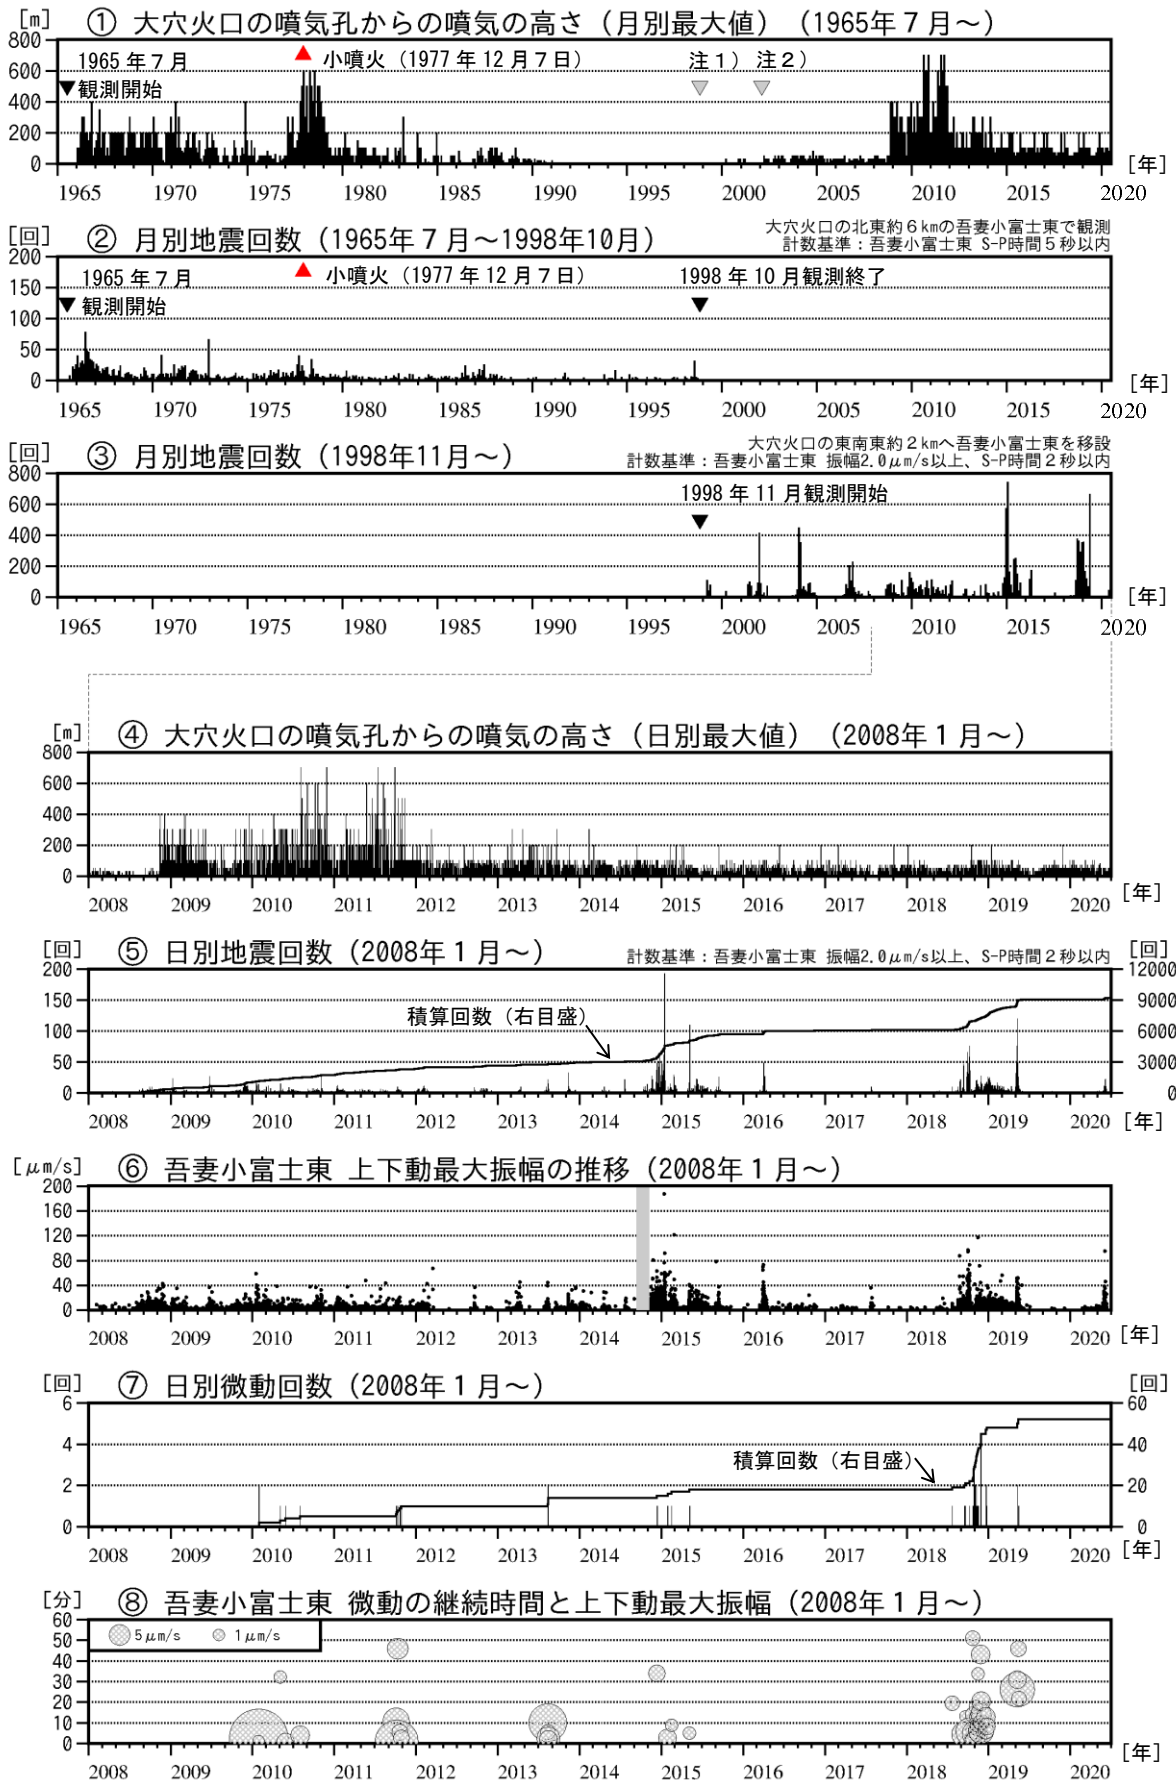 [m] ① 大穴火口の噴気孔からの噴気の高さ（月別最大値）（1965年７月～）
800
600
400
200
0
1965 年７月
▼観測開始
▲ 小噴火（1977 年 12 月７日）
注１） 注２）
1965 1970 1975 1980 1985 1990 1995 2000 2005 2010 2015 2020 [年]
[回] ② 月別地震回数（1965年７月～1998年10月）
大穴火口の北東約６kmの吾妻小富士東で観測
計数基準：吾妻小富士東 S-P時間５秒以内
200
150
100
50
0
1965 年７月
▼観測開始
▲ 小噴火（1977 年 12 月７日）
1998 年 10 月観測終了
▼
1965 1970 1975 1980 1985 1990 1995 2000 2005 2010 2015 2020 [年]
[回] ③ 月別地震回数（1998年11月～）
大穴火口の東南東約２kmへ吾妻小富士東を移設
計数基準：吾妻小富士東 振幅2.0μm/s以上、S-P時間２秒以内
800
600
400
200
0
1998 年 11 月観測開始
▼
1965 1970 1975 1980 1985 1990 1995 2000 2005 2010 2015 2020 [年]
[m] ④ 大穴火口の噴気孔からの噴気の高さ（日別最大値）（2008年１月～）
800
600
400
200
0
2008 2009 2010 2011 2012 2013 2014 2015 2016 2017 2018 2019 2020 [年]
[回] ⑤ 日別地震回数（2008年１月～） 計数基準：吾妻小富士東 振幅2.0μm/s以上、S-P時間２秒以内 [回]
200 12000
150 9000
100 6000
50 3000
0 0
積算回数（右目盛）
2008 2009 2010 2011 2012 2013 2014 2015 2016 2017 2018 2019 2020 [年]
[μm/s] ⑥ 吾妻小富士東 上下動最大振幅の推移（2008年１月～）
200
160
120
80
40
0
2008 2009 2010 2011 2012 2013 2014 2015 2016 2017 2018 2019 2020 [年]
[回] ⑦ 日別微動回数（2008年１月～） [回]
6 60
4 40
2 20
0 0
積算回数（右目盛）
2008 2009 2010 2011 2012 2013 2014 2015 2016 2017 2018 2019 2020 [年]
[分] ⑧ 吾妻小富士東 微動の継続時間と上下動最大振幅（2008年１月～）
60
50
40
30
20
10
0
5μm/s 1μm/s
2008 2009 2010 2011 2012 2013 2014 2015 2016 2017 2018 2019 2020 [年]